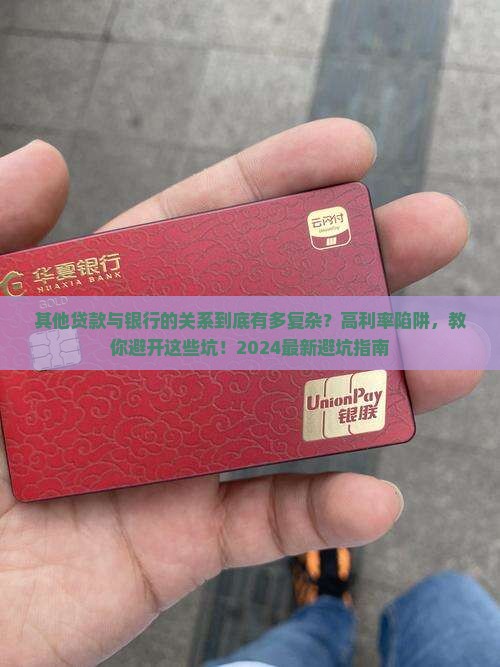 云闪付
UnionPay
华夏银行
HUAXIA BANK
其他贷款与银行的关系到底有多复杂？高利率陷阱，教
你避开这些坑！2024最新避坑指南
GOLD
UnionPay
银联